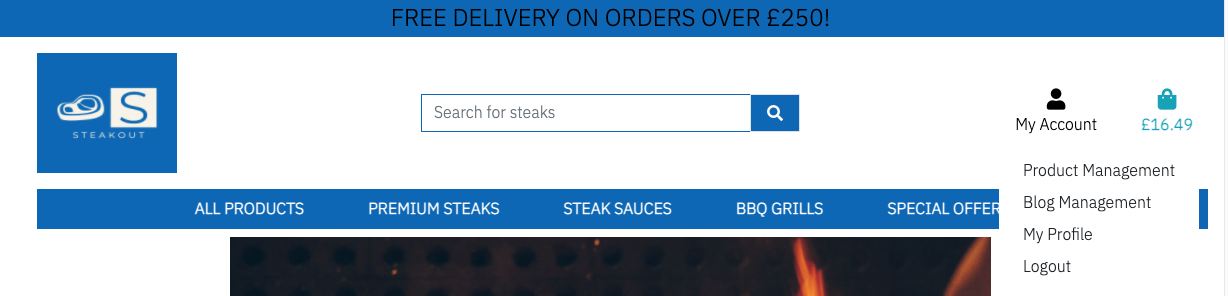 FREE DELIVERY ON ORDERS OVER £250!
S
STEAKOUT
Search for steaks
My Account
£16.49
Product Management
Blog Management
My Profile
Logout
ALL PRODUCTS
PREMIUM STEAKS
STEAK SAUCES
BBQ GRILLS
SPECIAL OFFER